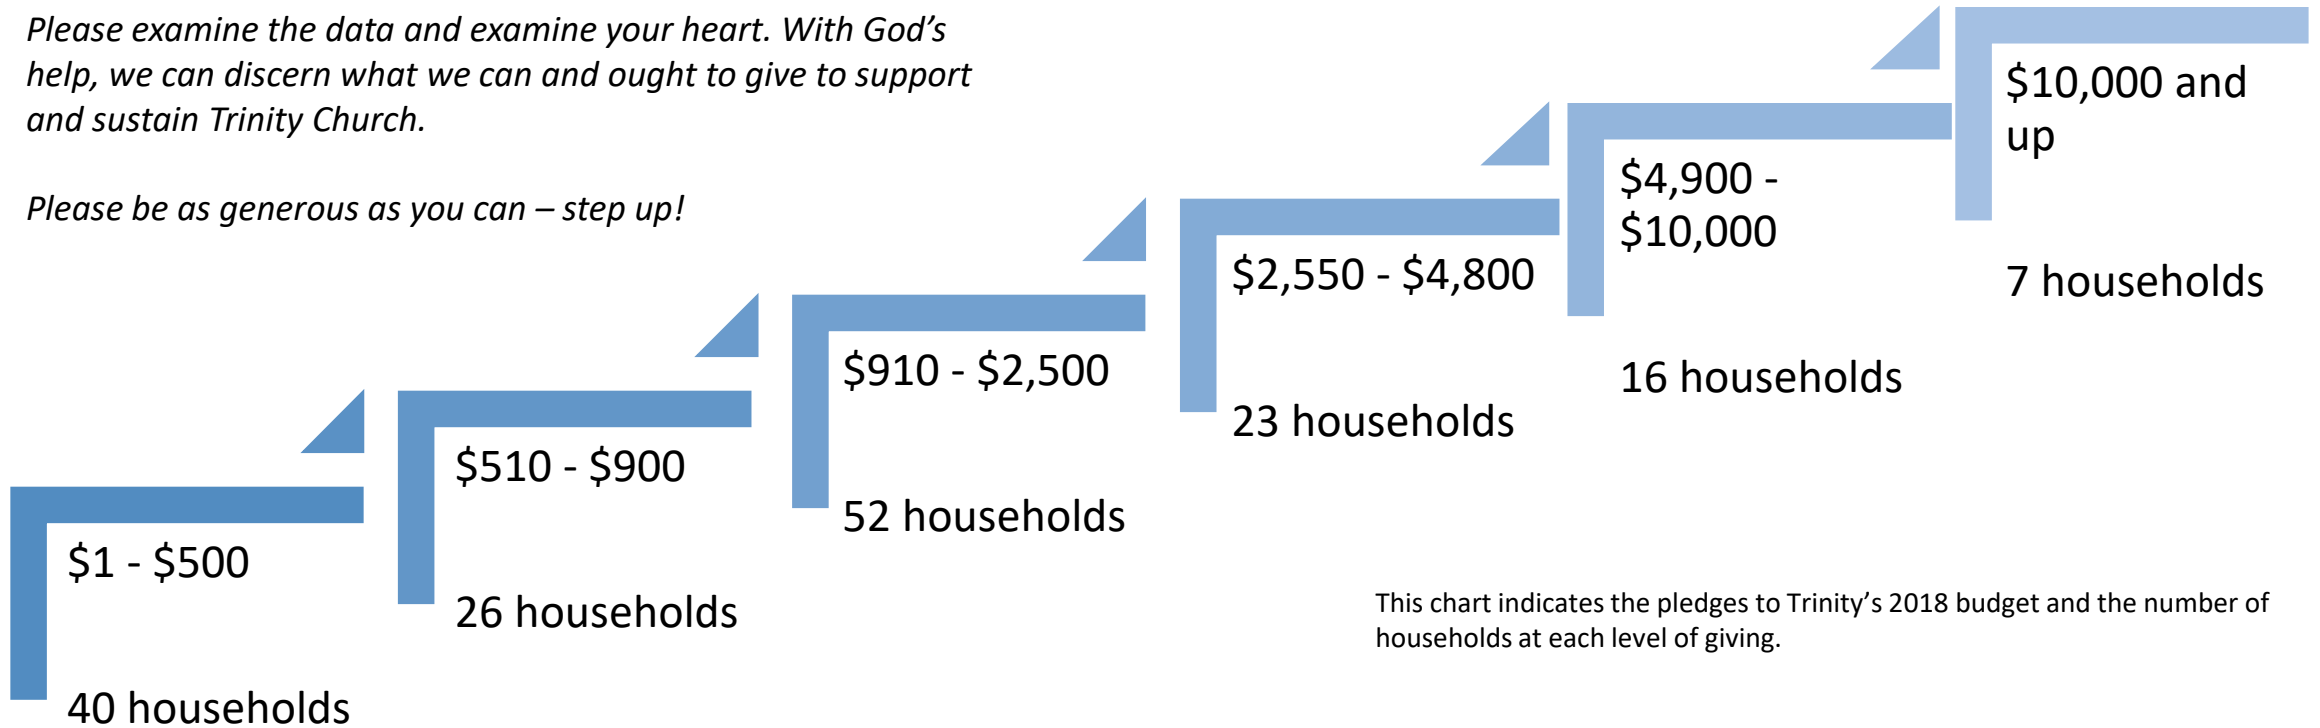 Please examine the data and examine your heart. With God’s
help, we can discern what we can and ought to give to support
and sustain Trinity Church.
Please be as generous as you can – step up!
$1 - $500
40 households
$510 - $900
26 households
$910 - $2,500
52 households
$2,550 - $4,800
23 households
$4,900 -
$10,000
16 households
$10,000 and
up
7 households
This chart indicates the pledges to Trinity’s 2018 budget and the number of
households at each level of giving.